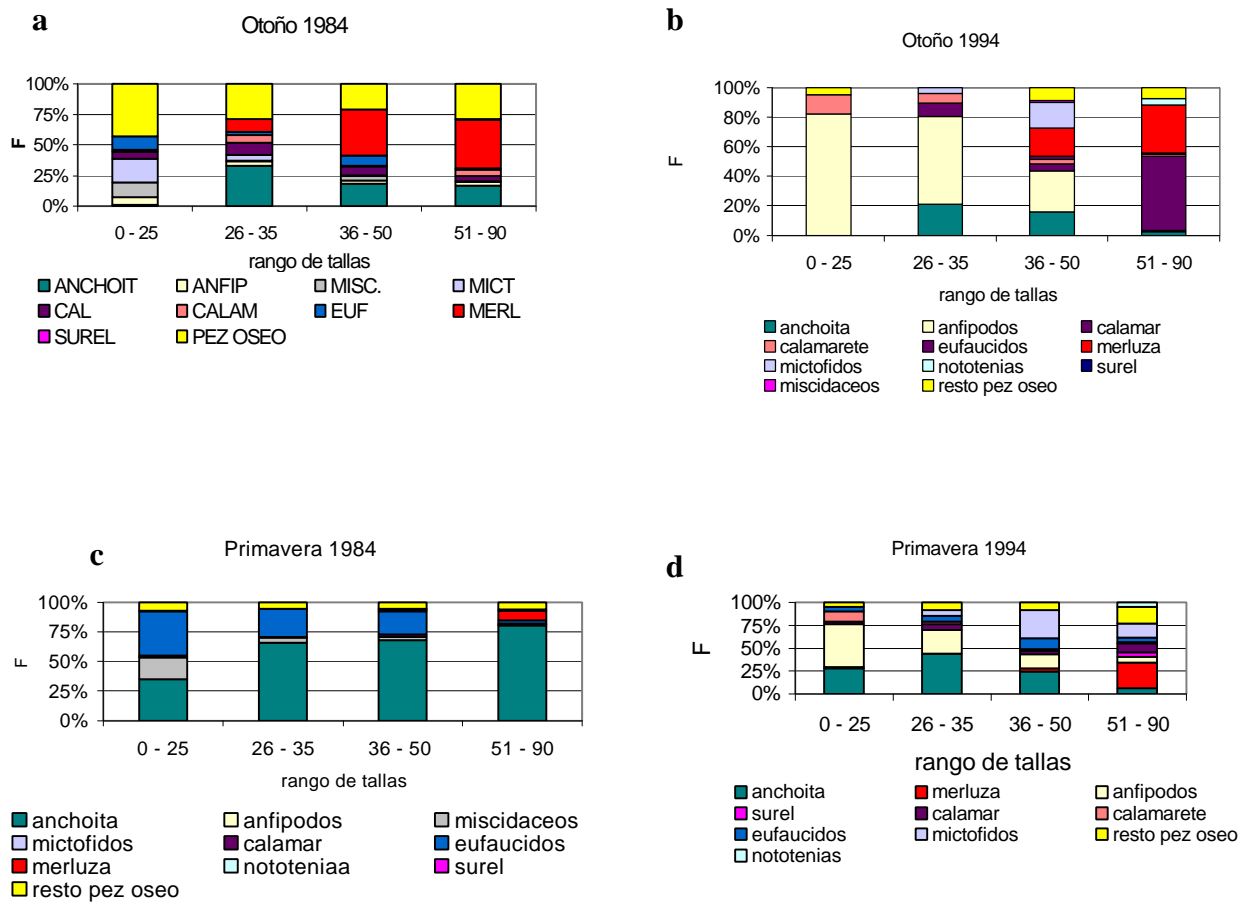 a
Otoño 1984
100%
75%
50%
25%
0%
F
0 - 25 26 - 35 36 - 50 51 - 90
rango de tallas
ANCHOIT ANFIP MISC. MICT
CAL CALAM EUF MERL
SUREL PEZ OSEO
b
Otoño 1994
100%
80%
60%
40%
20%
0%
F
0 - 25 26 - 35 36 - 50 51 - 90
rango de tallas
anchoita anfipodos calamar
calamarete eufaucidos merluza
mictofidos nototenias surel
miscidaceos resto pez oseo
c
Primavera 1984
100%
75%
50%
25%
0%
F
0 - 25 26 - 35 36 - 50 51 - 90
rango de tallas
anchoita anfipodos miscidaceos
mictofidos calamar eufaucidos
merluza nototeniaa surel
resto pez oseo
d
Primavera 1994
100%
75%
50%
25%
0%
F
0 - 25 26 - 35 36 - 50 51 - 90
rango de tallas
anchoita merluza anfipodos
surel calamar calamarete
eufaucidos mictofidos resto pez oseo
nototenias